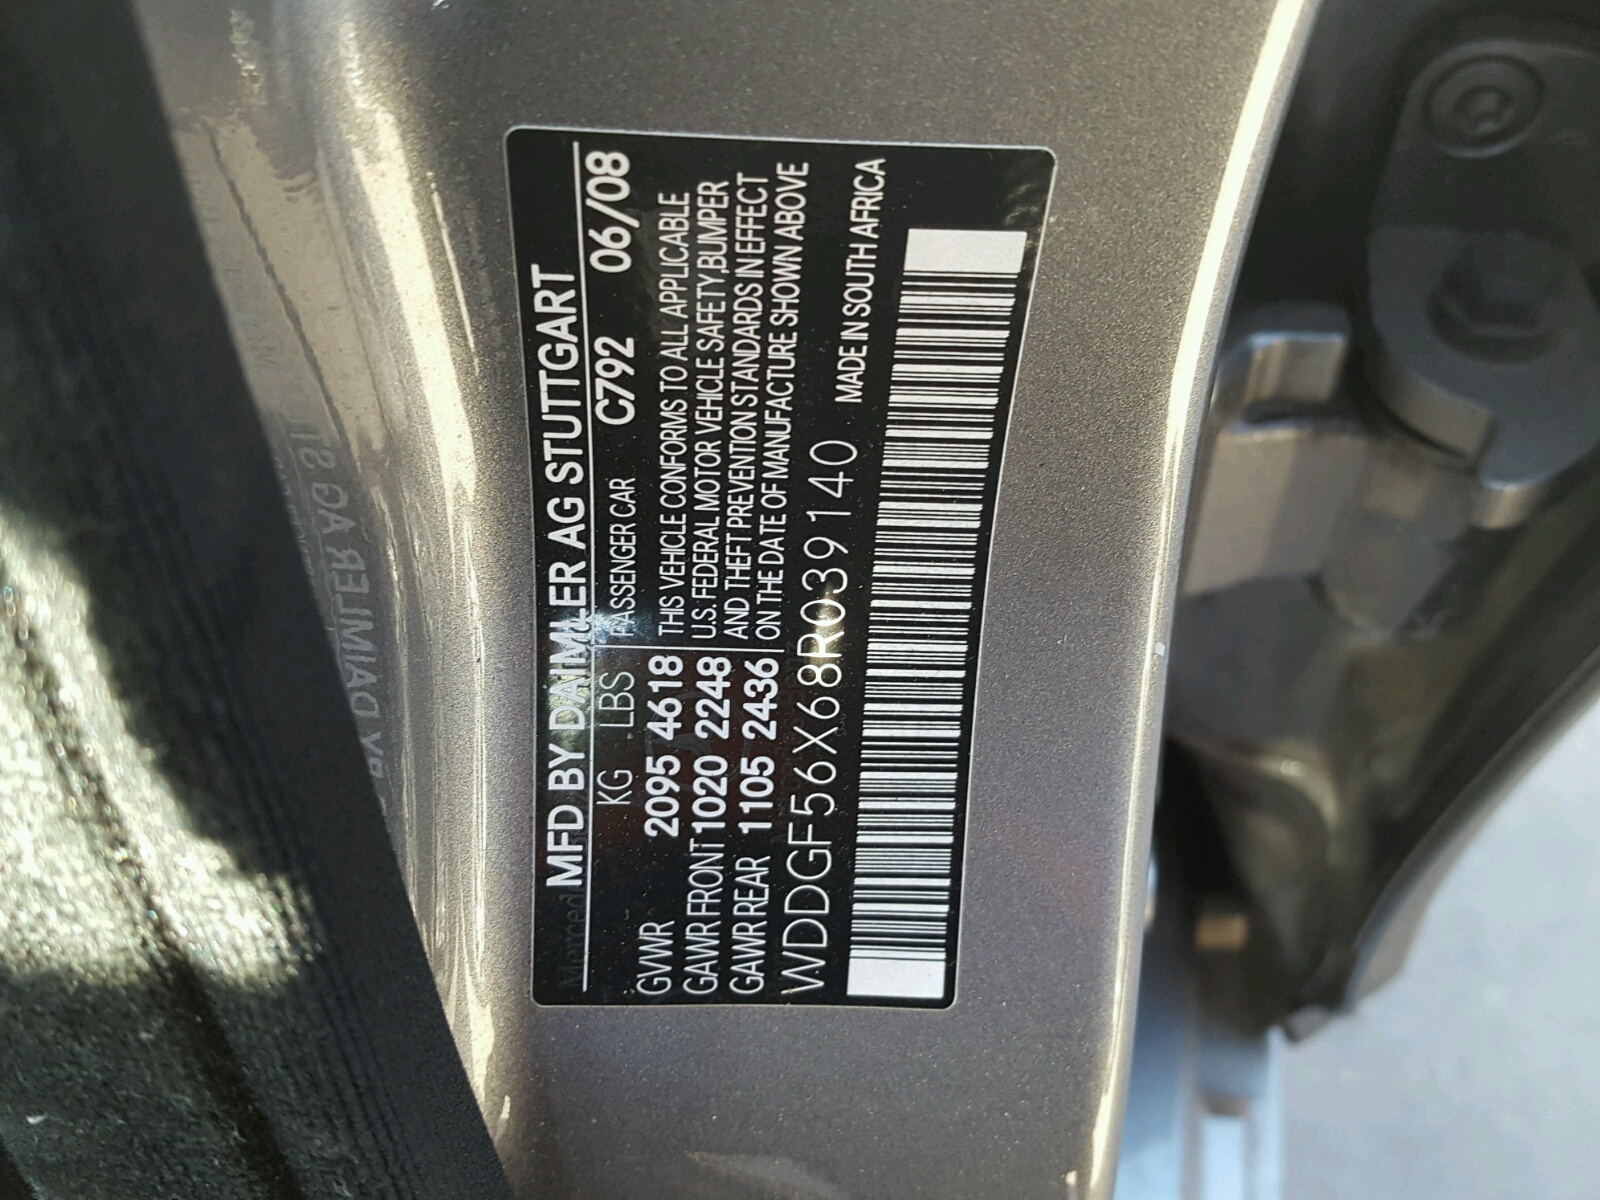 MFD BY DAIMLER AG STUTTGART
KG LBS PASSENGER CAR C792 06/08
GVWR 2095 4618
GAWR FRONT 1020 2248
GAWR REAR 1105 2436
THIS VEHICLE CONFORMS TO ALL APPLICABLE
U.S. FEDERAL MOTOR VEHICLE SAFETY, BUMPER
AND THEFT PREVENTION STANDARDS IN EFFECT
ON THE DATE OF MANUFACTURE SHOWN ABOVE
WDDGF56X68R039140 MADE IN SOUTH AFRICA